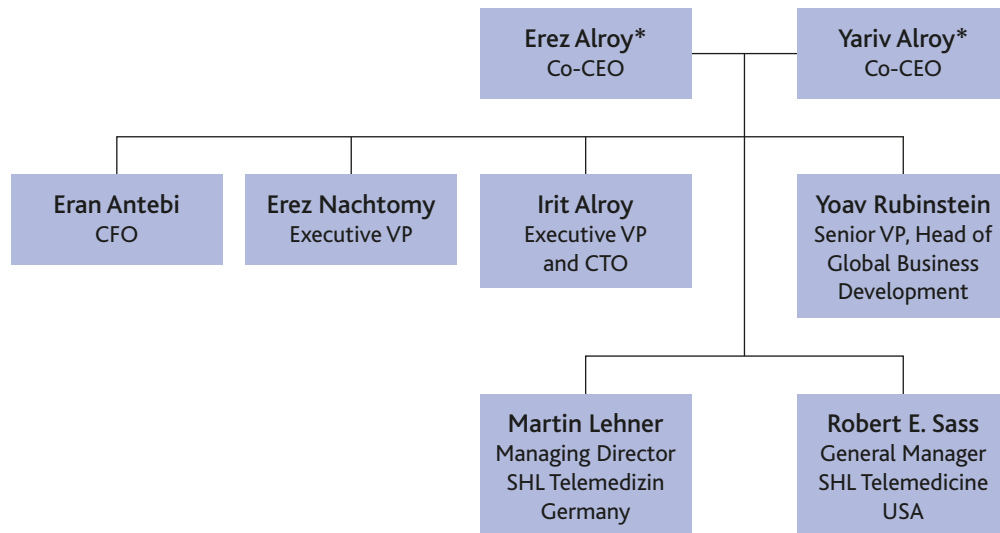 Erez Alroy*
Co-CEO
Yariv Alroy*
Co-CEO
Eran Antebi
CFO
Erez Nachtomy
Executive VP
Irit Alroy
Executive VP
and CTO
Yoav Rubinstein
Senior VP, Head of
Global Business
Development
Martin Lehner
Managing Director
SHL Telemedizin
Germany
Robert E. Sass
General Manager
SHL Telemedicine
USA